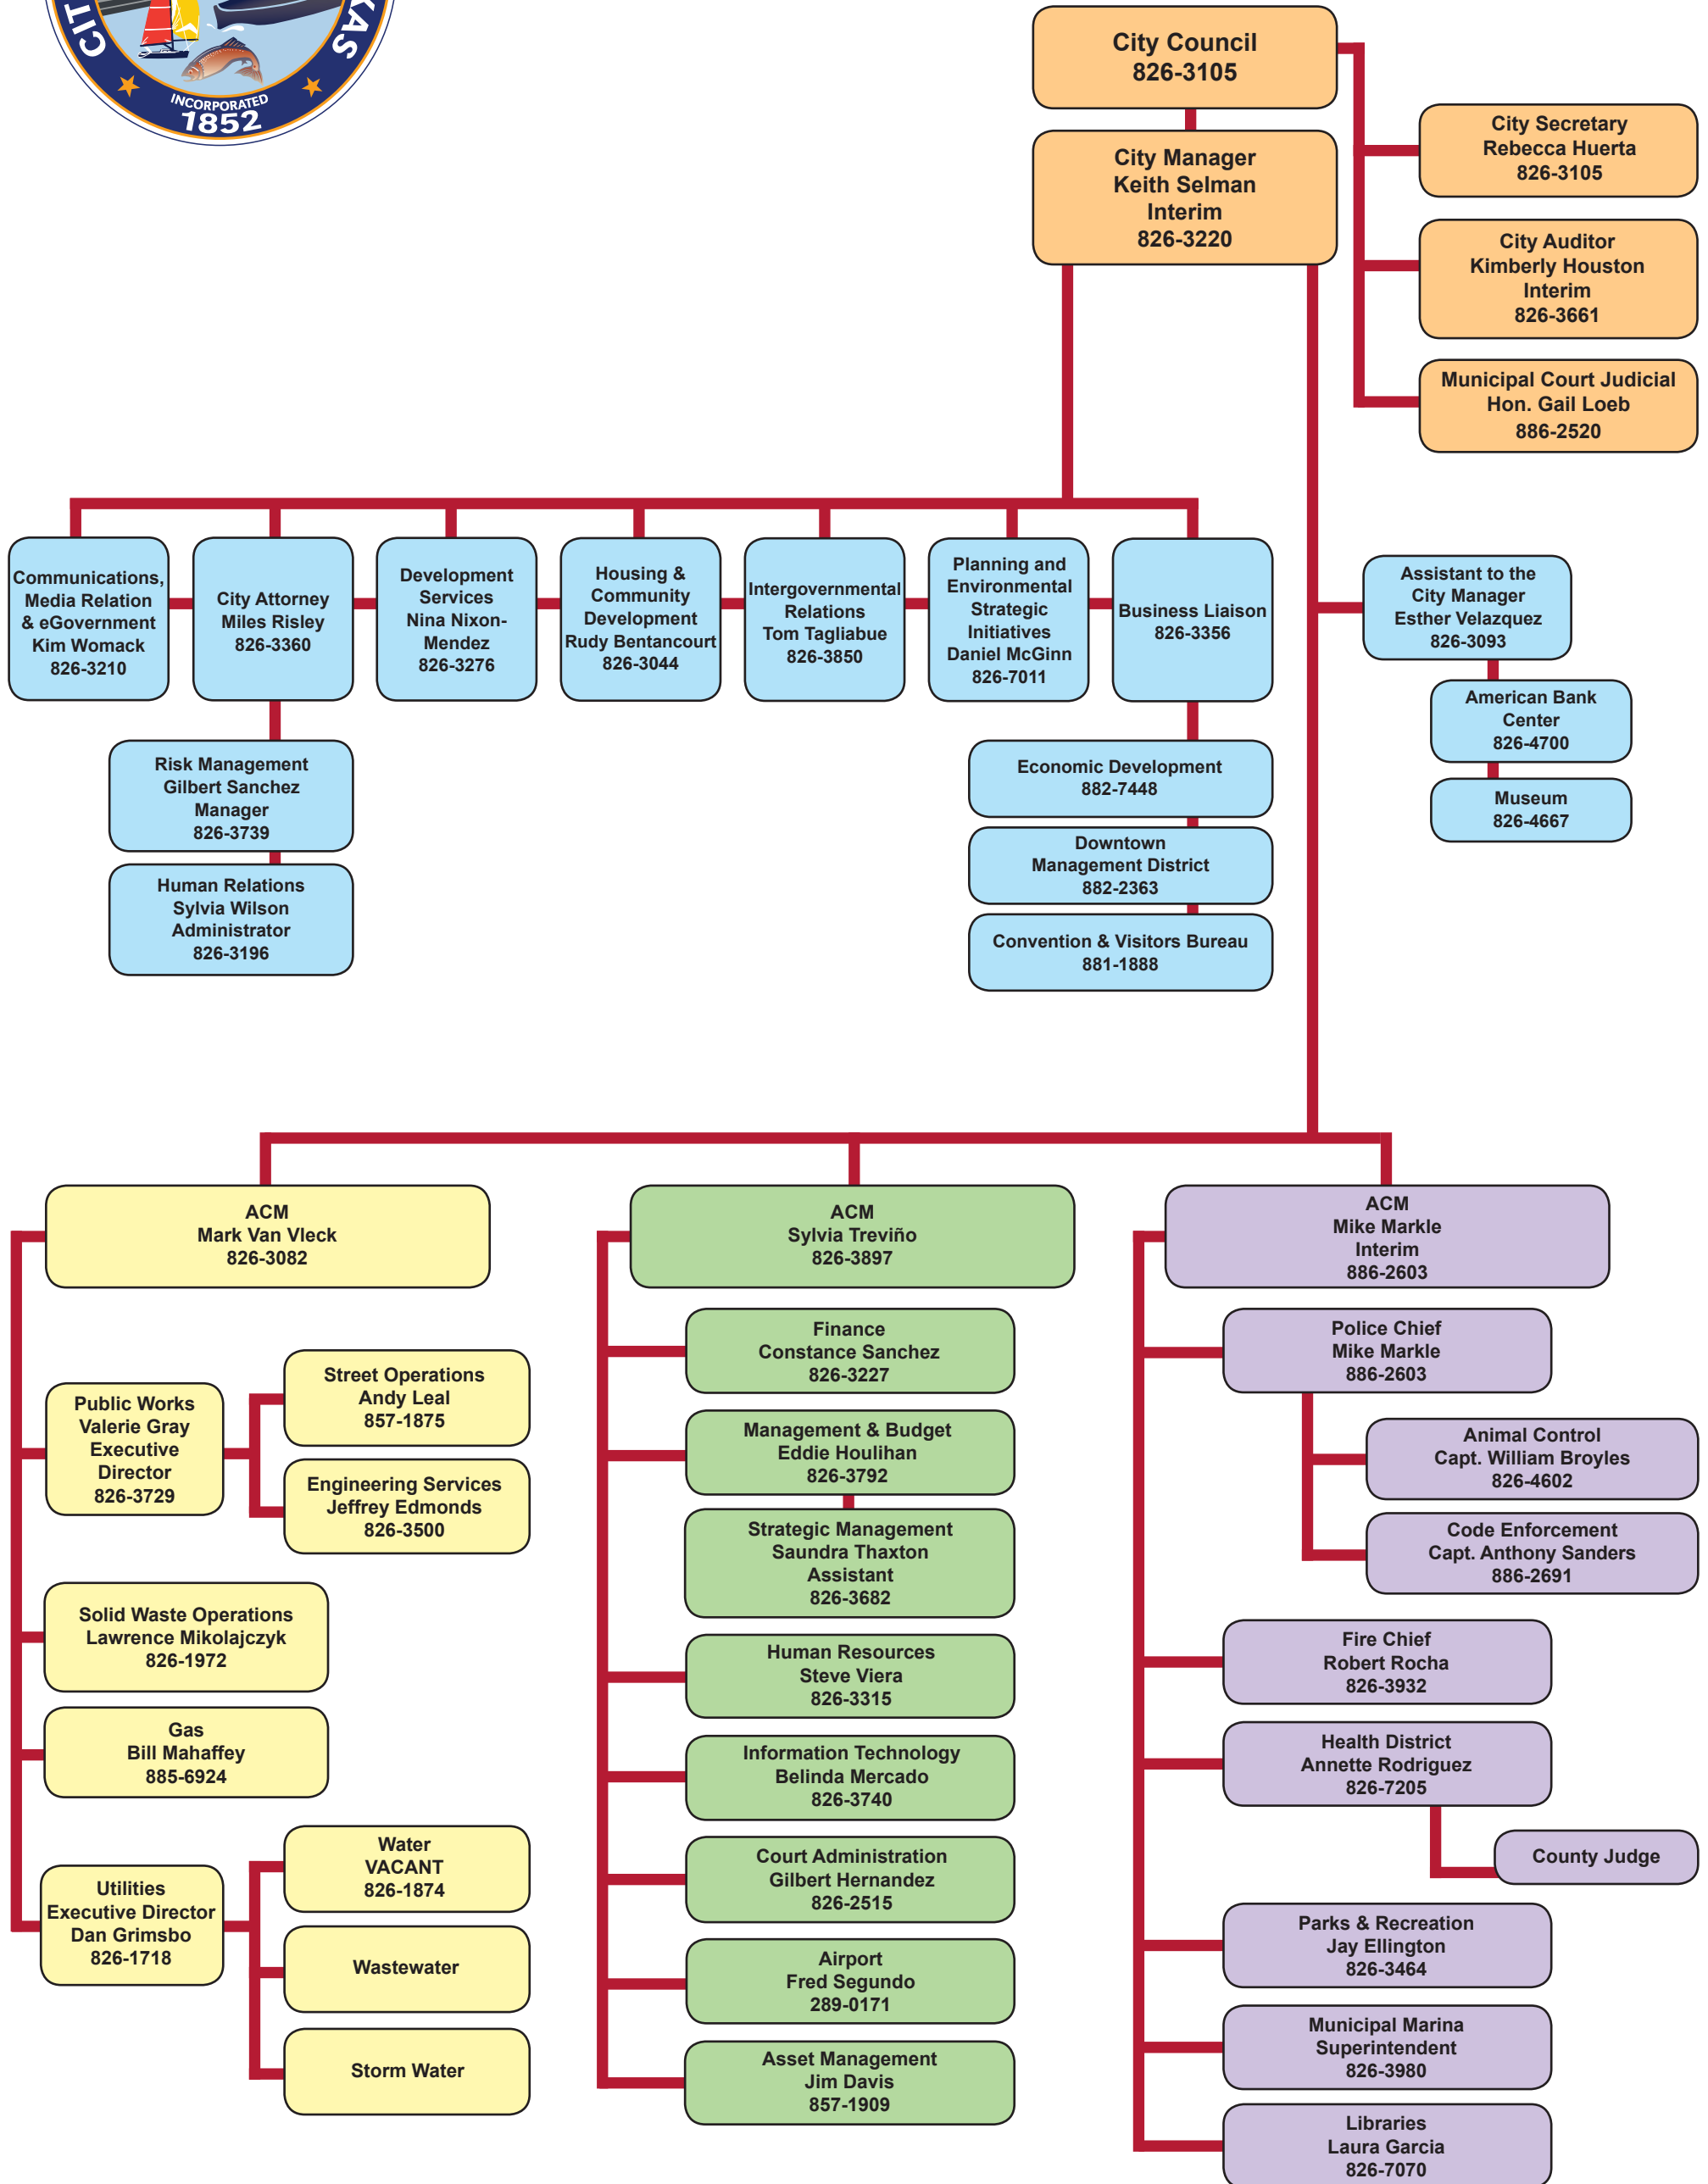 CIT
XAS
INCORPORATED
1852
City Council
826-3105
City Manager
Keith Selman
Interim
826-3220
City Secretary
Rebecca Huerta
826-3105
City Auditor
Kimberly Houston
Interim
826-3661
Municipal Court Judicial
Hon. Gail Loeb
886-2520
Communications,
Media Relation
& eGovernment
Kim Womack
826-3210
City Attorney
Miles Risley
826-3360
Development
Services
Nina Nixon-
Mendez
826-3276
Housing &
Community
Development
Rudy Bentancourt
826-3044
Intergovernmental
Relations
Tom Tagliabue
826-3850
Planning and
Environmental
Strategic
Initiatives
Daniel McGinn
826-7011
Business Liaison
826-3356
Assistant to the
City Manager
Esther Velazquez
826-3093
American Bank
Center
826-4700
Museum
826-4667
Risk Management
Gilbert Sanchez
Manager
826-3739
Human Relations
Sylvia Wilson
Administrator
826-3196
Economic Development
882-7448
Downtown
Management District
882-2363
Convention & Visitors Bureau
881-1888
ACM
Mark Van Vleck
826-3082
Public Works
Valerie Gray
Executive
Director
826-3729
Street Operations
Andy Leal
857-1875
Engineering Services
Jeffrey Edmonds
826-3500
Solid Waste Operations
Lawrence Mikolajczyk
826-1972
Gas
Bill Mahaffey
885-6924
Utilities
Executive Director
Dan Grimsbo
826-1718
Water
VACANT
826-1874
Wastewater
Storm Water
ACM
Sylvia Treviño
826-3897
Finance
Constance Sanchez
826-3227
Management & Budget
Eddie Houlihan
826-3792
Strategic Management
Saundra Thaxton
Assistant
826-3682
Human Resources
Steve Viera
826-3315
Information Technology
Belinda Mercado
826-3740
Court Administration
Gilbert Hernandez
826-2515
Airport
Fred Segundo
289-0171
Asset Management
Jim Davis
857-1909
ACM
Mike Markle
Interim
886-2603
Police Chief
Mike Markle
886-2603
Animal Control
Capt. William Broyles
826-4602
Code Enforcement
Capt. Anthony Sanders
886-2691
Fire Chief
Robert Rocha
826-3932
Health District
Annette Rodriguez
826-7205
County Judge
Parks & Recreation
Jay Ellington
826-3464
Municipal Marina
Superintendent
826-3980
Libraries
Laura Garcia
826-7070